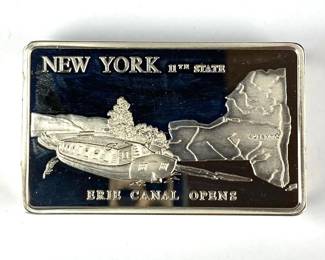 NEW YORK 11TH STATE
ERIE CANAL OPENS